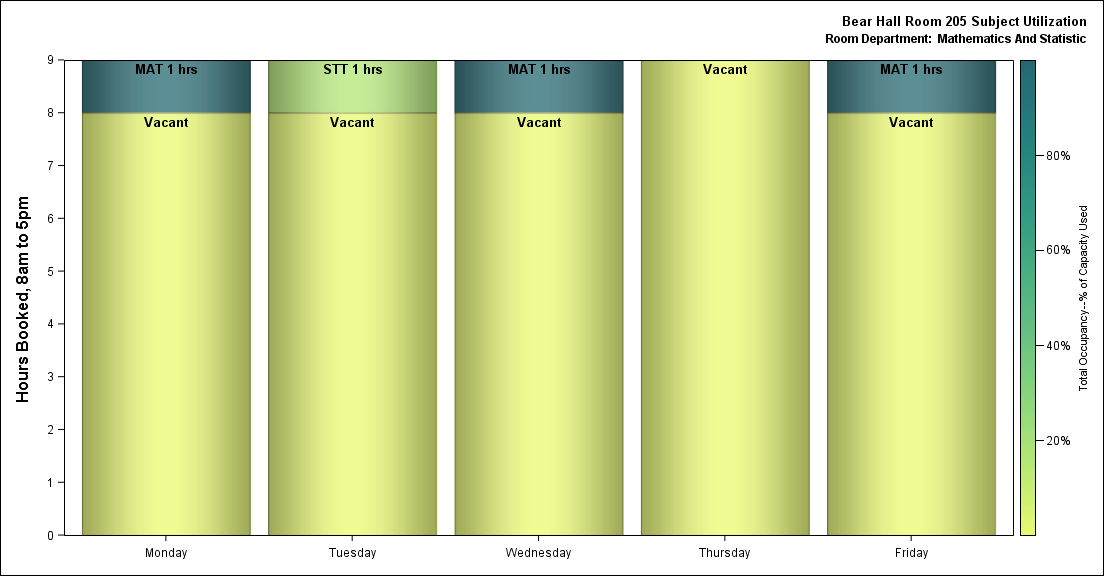 Bear Hall Room 205 Subject Utilization
Room Department: Mathematics And Statistic
Hours Booked, 8am to 5pm
9
8
7
6
5
4
3
2
1
0
MAT 1 hrs
Vacant
STT 1 hrs
Vacant
MAT 1 hrs
Vacant
Vacant
MAT 1 hrs
Vacant
Monday
Tuesday
Wednesday
Thursday
Friday
80%
60%
40%
20%
Total Occupancy--% of Capacity Used